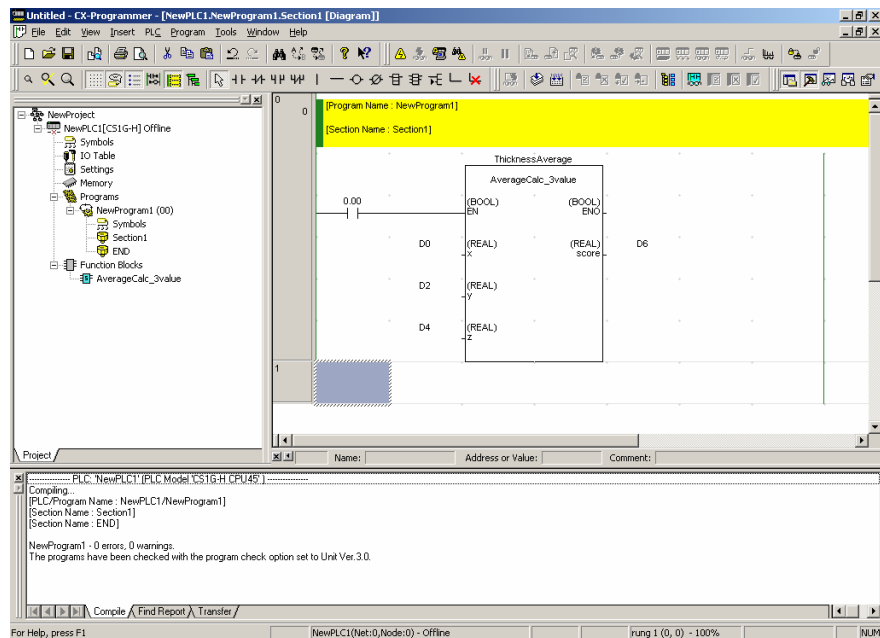 Untitled - CX-Programmer - [NewPLC1.NewProgram1.Section1 [Diagram]]
File Edit View Insert PLC Program Tools Window Help
NewProject
NewPLC1[CS1G-H] Offline
Symbols
IO Table
Settings
Memory
Programs
NewProgram1 (00)
Symbols
Section1
END
Function Blocks
AverageCalc_3value
Project
0
0
[Program Name : NewProgram1]
[Section Name : Section1]
ThicknessAverage
AverageCalc_3value
0.00
(BOOL)
EN
(BOOL)
ENO
D0
(REAL)
x
(REAL)
score
D6
D2
(REAL)
y
D4
(REAL)
z
1
Name:
Address or Value:
Comment:
--------------- PLC: 'NewPLC1' (PLC Model 'CS1G-H CPU45' ) ---------------
Compiling...
[PLC/Program Name : NewPLC1/NewProgram1]
[Section Name : Section1]
[Section Name : END]
NewProgram1 - 0 errors, 0 warnings.
The programs have been checked with the program check option set to Unit Ver.3.0.
Compile Find Report Transfer
For Help, press F1
NewPLC1(Net:0,Node:0) - Offline
rung 1 (0, 0) - 100%
NUM